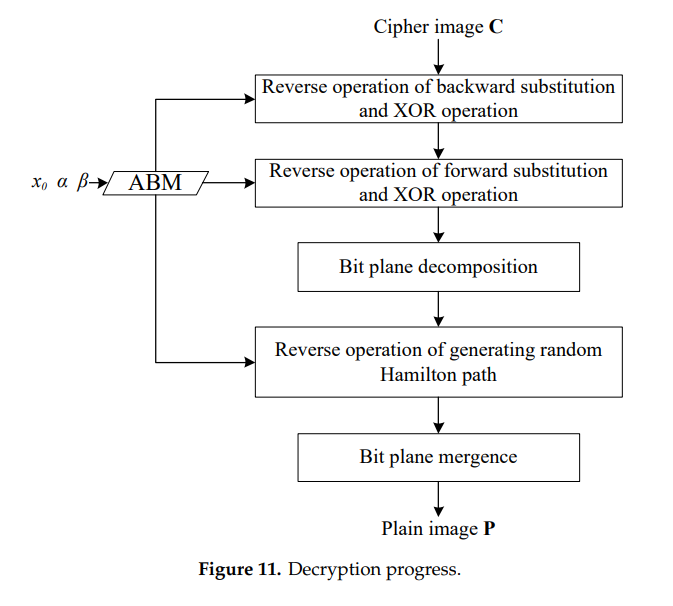 Cipher image C
Reverse operation of backward substitution
and XOR operation
x₀ α β
ABM
Reverse operation of forward substitution
and XOR operation
Bit plane decomposition
Reverse operation of generating random
Hamilton path
Bit plane mergence
Plain image P
Figure 11. Decryption progress.